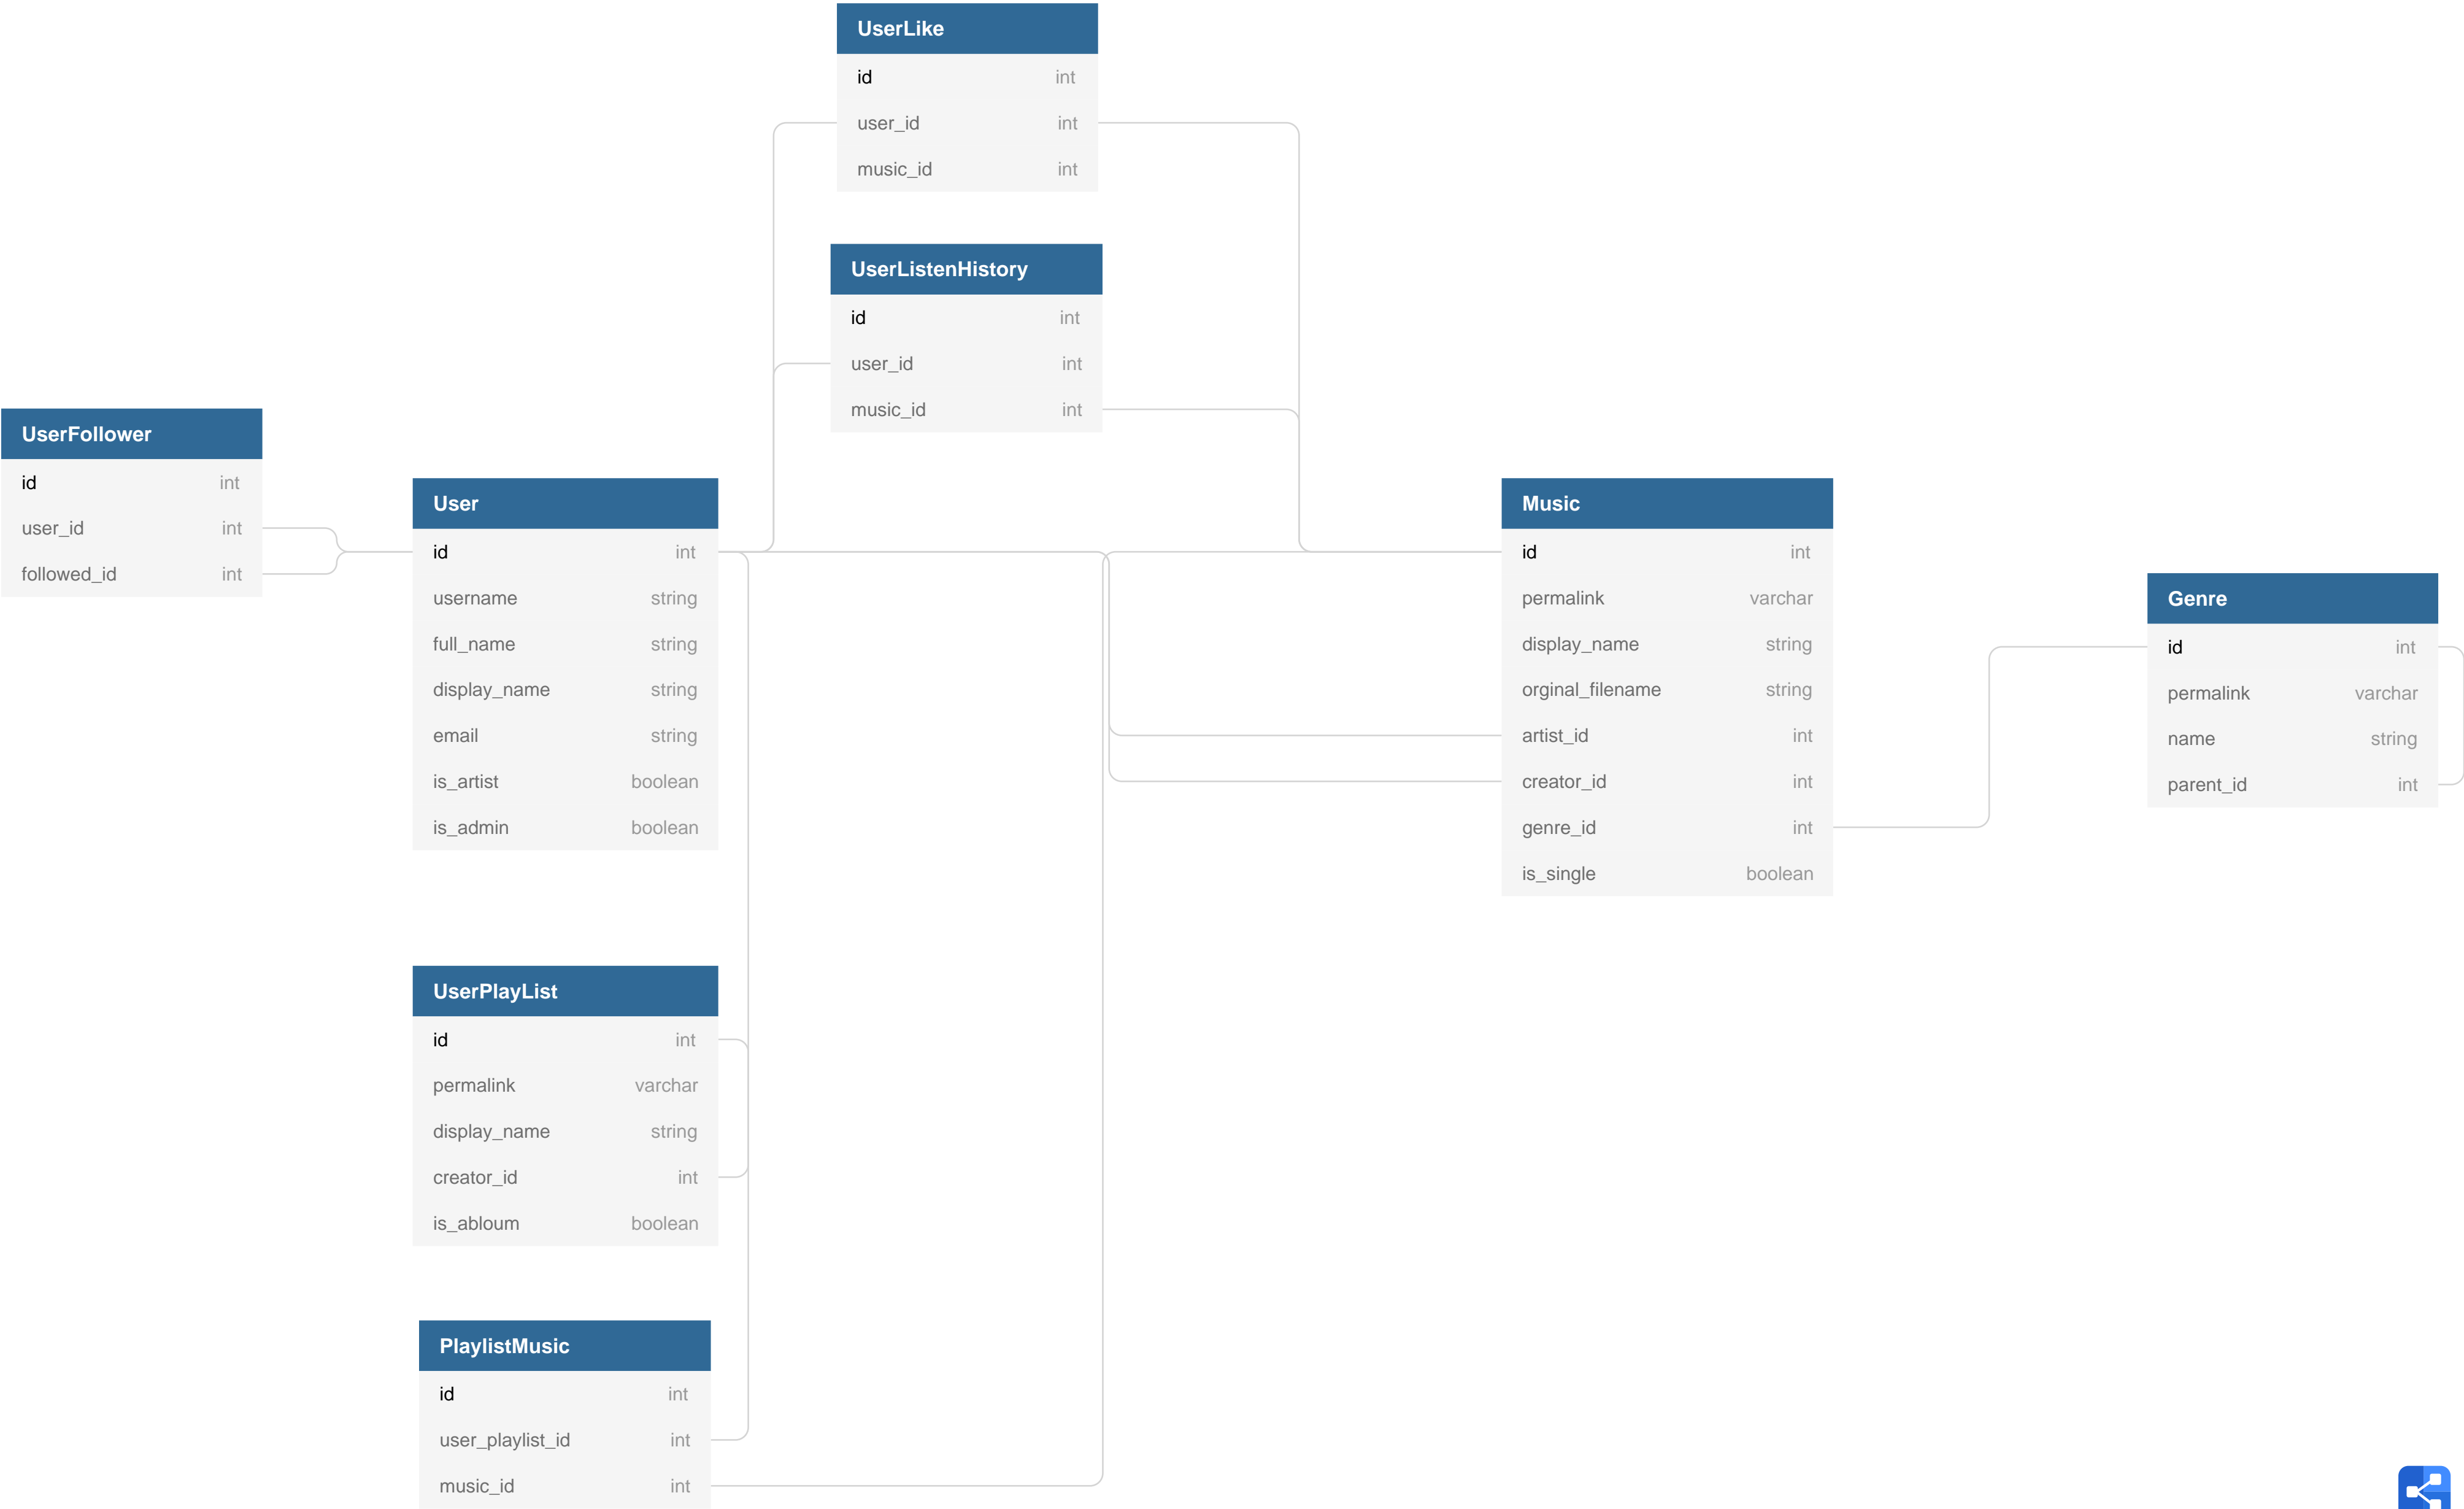 UserLike
id int
user_id int
music_id int
UserListenHistory
id int
user_id int
music_id int
UserFollower
id int
user_id int
followed_id int
User
id int
username string
full_name string
display_name string
email string
is_artist boolean
is_admin boolean
Music
id int
permalink varchar
display_name string
orginal_filename string
artist_id int
creator_id int
genre_id int
is_single boolean
Genre
id int
permalink varchar
name string
parent_id int
UserPlayList
id int
permalink varchar
display_name string
creator_id int
is_abloum boolean
PlaylistMusic
id int
user_playlist_id int
music_id int